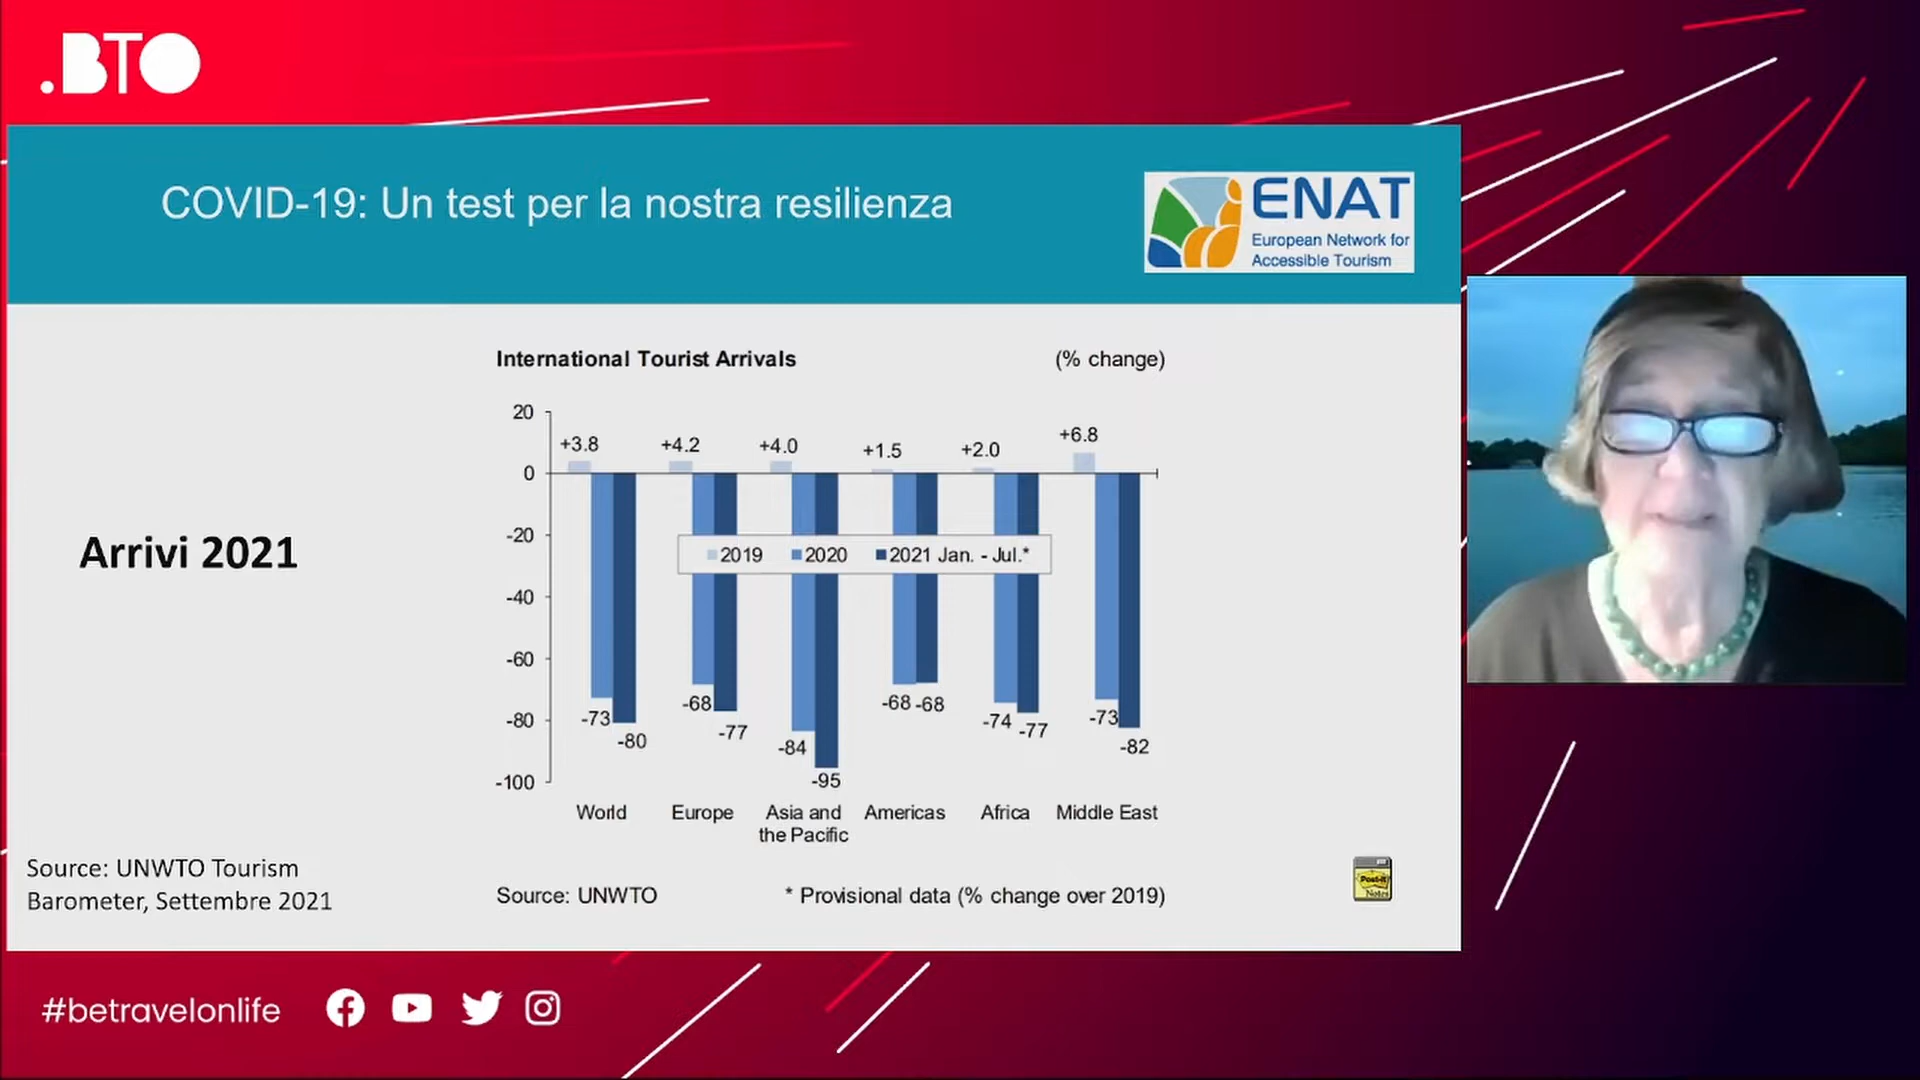 .BTO
COVID-19: Un test per la nostra resilienza
ENAT
European Network for
Accessible Tourism
International Tourist Arrivals (% change)
20
0
-20
-40
-60
-80
-100
+3.8 +4.2 +4.0 +1.5 +2.0 +6.8
2019 2020 2021 Jan. - Jul.*
-73 -80 -68 -77 -84 -95 -68 -68 -74 -77 -73 -82
World Europe Asia and the Pacific Americas Africa Middle East
Arrivi 2021
Source: UNWTO Tourism
Barometer, Settembre 2021
Source: UNWTO * Provisional data (% change over 2019)
Post-it
Notes
#betravelonlife